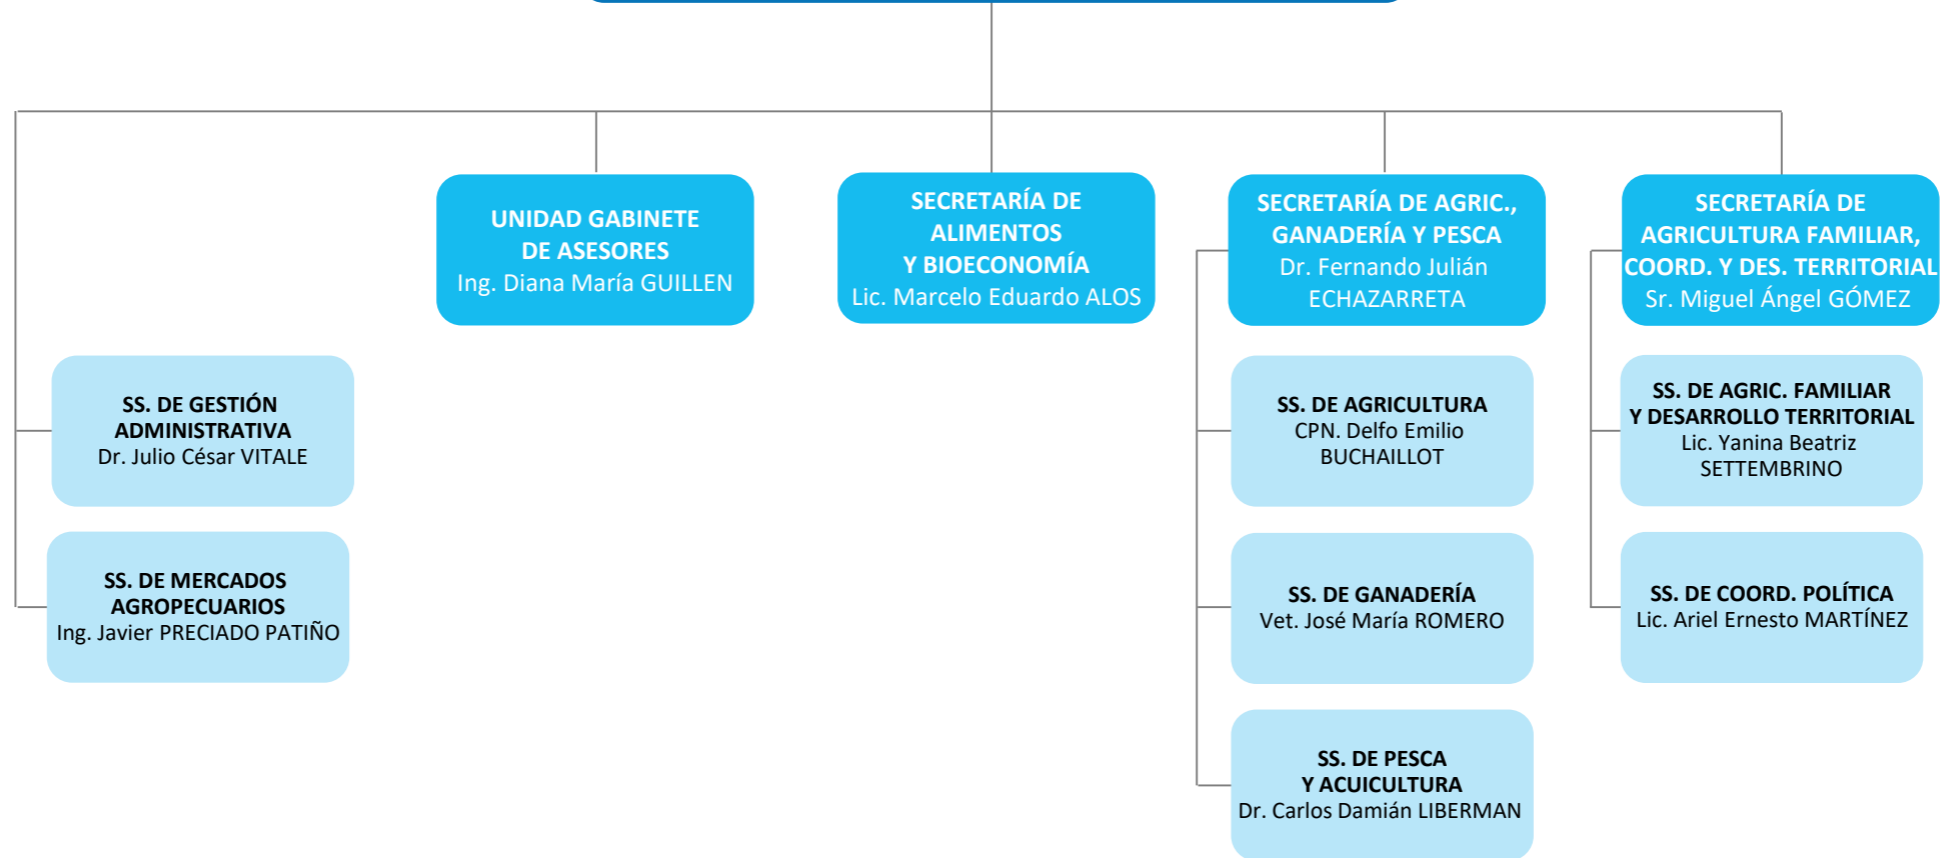 UNIDAD GABINETE
DE ASESORES
Ing. Diana María GUILLEN
SECRETARÍA DE
ALIMENTOS
Y BIOECONOMÍA
Lic. Marcelo Eduardo ALOS
SECRETARÍA DE AGRIC.,
GANADERÍA Y PESCA
Dr. Fernando Julián
ECHAZARRETA
SECRETARÍA DE
AGRICULTURA FAMILIAR,
COORD. Y DES. TERRITORIAL
Sr. Miguel Ángel GÓMEZ
SS. DE GESTIÓN
ADMINISTRATIVA
Dr. Julio César VITALE
SS. DE AGRICULTURA
CPN. Delfo Emilio
BUCHAILLOT
SS. DE AGRIC. FAMILIAR
Y DESARROLLO TERRITORIAL
Lic. Yanina Beatriz
SETTEMBRINO
SS. DE MERCADOS
AGROPECUARIOS
Ing. Javier PRECIADO PATIÑO
SS. DE GANADERÍA
Vet. José María ROMERO
SS. DE COORD. POLÍTICA
Lic. Ariel Ernesto MARTÍNEZ
SS. DE PESCA
Y ACUICULTURA
Dr. Carlos Damián LIBERMAN